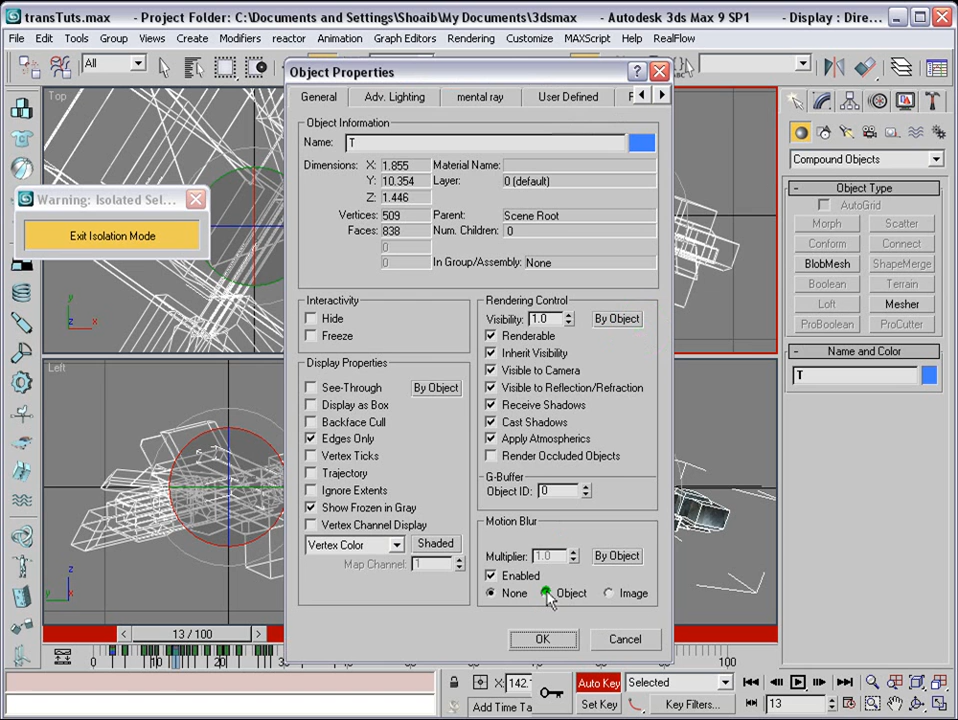 transTuts.max - Project Folder: C:\Documents and Settings\Shoaib\My Documents\3dsmax - Autodesk 3ds Max 9 SP1 - Display : Dire...
File Edit Tools Group Views Create Modifiers reactor Animation Graph Editors Rendering Customize MAXScript Help RealFlow
All
Object Properties
General Adv. Lighting mental ray User Defined
Top
Object Information
Name: T
Dimensions: X: 1.855 Material Name:
Y: 10.354 Layer: 0 (default)
Z: 1.446
Vertices: 509 Parent: Scene Root
Faces: 838 Num. Children: 0
0
0 In Group/Assembly: None
Warning: Isolated Sel...
Exit Isolation Mode
Interactivity
Hide
Freeze
Display Properties
See-Through By Object
Display as Box
Backface Cull
Edges Only
Vertex Ticks
Trajectory
Ignore Extents
Show Frozen in Gray
Vertex Channel Display
Vertex Color Shaded
Map Channel: 1
Rendering Control
Visibility: 1.0 By Object
Renderable
Inherit Visibility
Visible to Camera
Visible to Reflection/Refraction
Receive Shadows
Cast Shadows
Apply Atmospherics
Render Occluded Objects
G-Buffer
Object ID: 0
Motion Blur
Multiplier: 1.0 By Object
Enabled
None Object Image
OK Cancel
Compound Objects
- Object Type
AutoGrid
Morph Scatter
Conform Connect
BlobMesh ShapeMerge
Boolean Terrain
Loft Mesher
ProBoolean ProCutter
- Name and Color
T
y
z x
Left
z
y
< 13 / 100 >
0 10 20 100
X: 142.
Add Time Ta
Auto Key Selected
Set Key Key Filters...
13